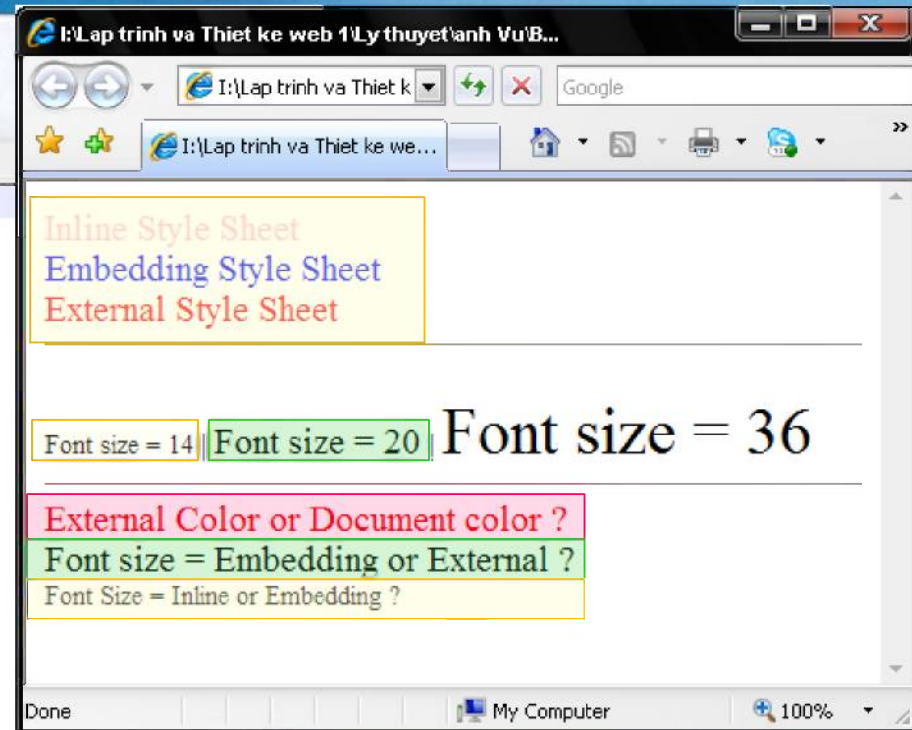 I:\Lap trinh va Thiet ke web 1\Ly thuyet\anh Vu\B...
I:\Lap trinh va Thiet k
Google
I:\Lap trinh va Thiet ke we...
»
Inline Style Sheet
Embedding Style Sheet
External Style Sheet
Font size = 14 | Font size = 20 | Font size = 36
External Color or Document color ?
Font size = Embedding or External ?
Font Size = Inline or Embedding ?
Done My Computer 100%